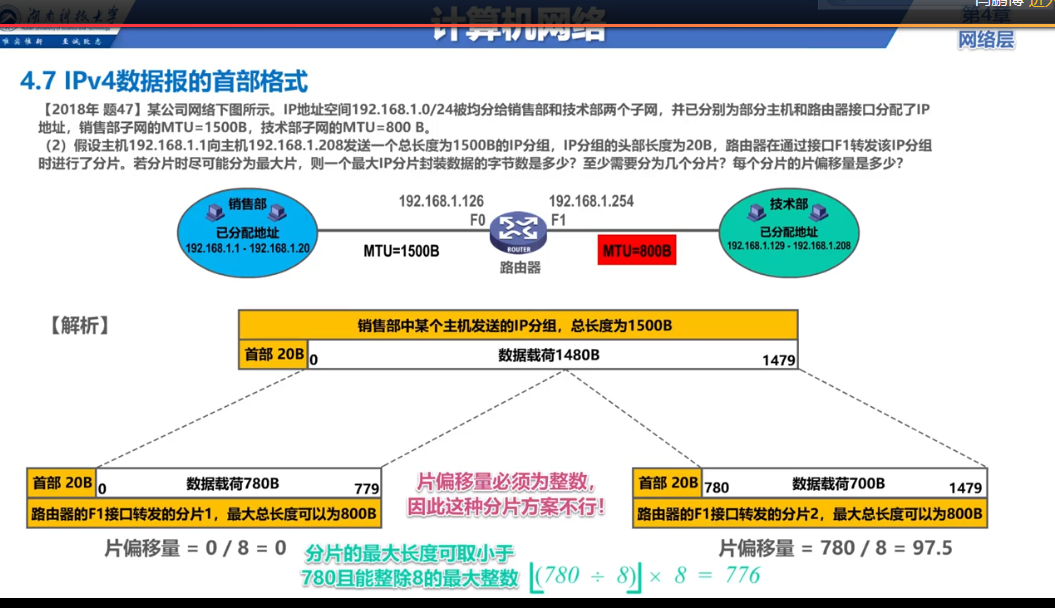 计算机网络
第4章
网络层
4.7 IPv4数据报的首部格式
【2018年 题47】某公司网络下图所示。IP地址空间192.168.1.0/24被均分给销售部和技术部两个子网，并已分别为部分主机和路由器接口分配了IP
地址，销售部子网的MTU=1500B，技术部子网的MTU=800 B。
（2）假设主机192.168.1.1向主机192.168.1.208发送一个总长度为1500B的IP分组，IP分组的头部长度为20B，路由器在通过接口F1转发该IP分组
时进行了分片。若分片时尽可能分为最大片，则一个最大IP分片封装数据的字节数是多少？至少需要分为几个分片？每个分片的片偏移量是多少？
销售部
已分配地址
192.168.1.1 - 192.168.1.20
192.168.1.126
F0
MTU=1500B
ROUTER
路由器
192.168.1.254
F1
MTU=800B
技术部
已分配地址
192.168.1.129 - 192.168.1.208
【解析】
销售部中某个主机发送的IP分组，总长度为1500B
首部 20B 0 数据载荷1480B 1479
首部 20B 0 数据载荷780B 779
路由器的F1接口转发的分片1，最大总长度可以为800B
片偏移量 = 0 / 8 = 0
片偏移量必须为整数，
因此这种分片方案不行！
首部 20B 780 数据载荷700B 1479
路由器的F1接口转发的分片2，最大总长度可以为800B
片偏移量 = 780 / 8 = 97.5
分片的最大长度可取小于
780且能整除8的最大整数
⌊(780 ÷ 8)⌋ × 8 = 776